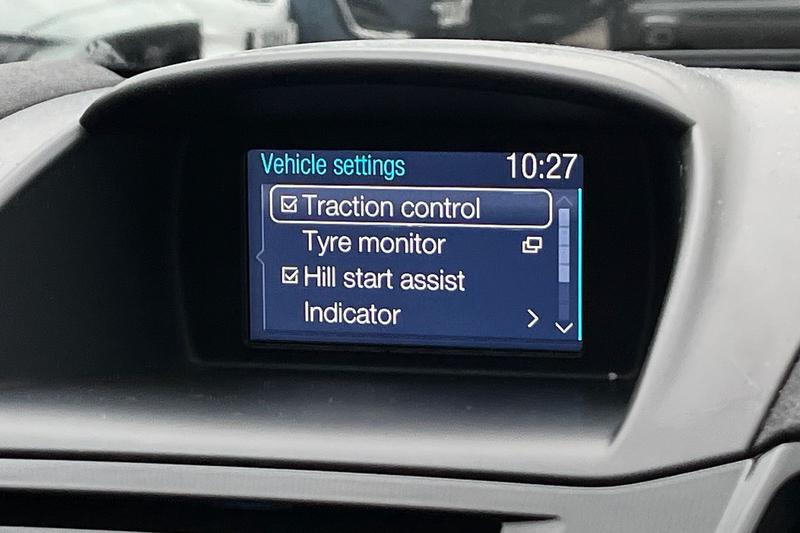 Vehicle settings 10:27
Traction control
Tyre monitor
Hill start assist
Indicator